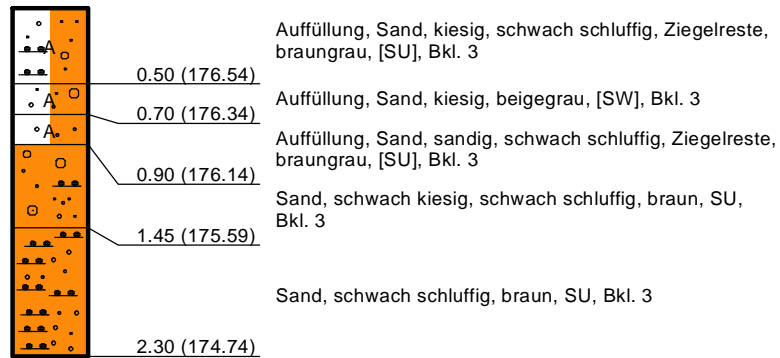 Auffüllung, Sand, kiesig, schwach schluffig, Ziegelreste,
braungrau, [SU], Bkl. 3
A
0.50 (176.54)
Auffüllung, Sand, kiesig, beigegrau, [SW], Bkl. 3
A
0.70 (176.34)
Auffüllung, Sand, sandig, schwach schluffig, Ziegelreste,
braungrau, [SU], Bkl. 3
A
0.90 (176.14)
Sand, schwach kiesig, schwach schluffig, braun, SU,
Bkl. 3
1.45 (175.59)
Sand, schwach schluffig, braun, SU, Bkl. 3
2.30 (174.74)